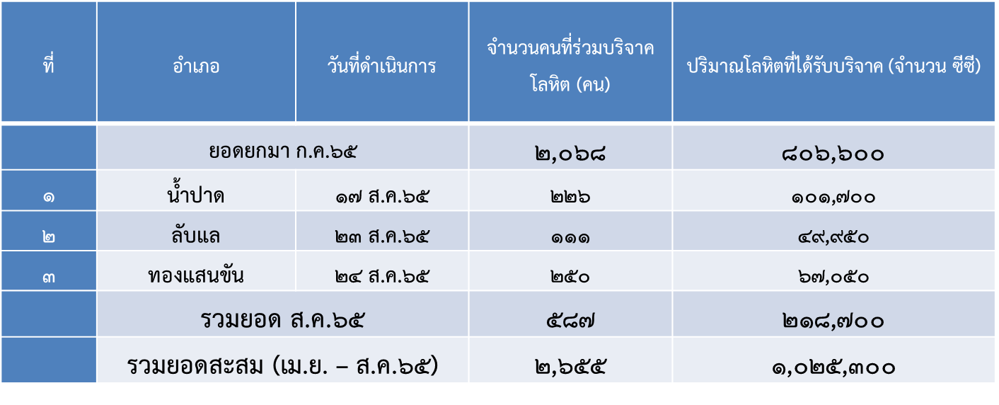 ที่ อำเภอ วันที่ดำเนินการ จำนวนคนที่ร่วมบริจาค
โลหิต (คน) ปริมาณโลหิตที่ได้รับบริจาค (จำนวน ซีซี)
ยอดยกมา ก.ค.๖๕ ๒,๐๖๘ ๘๐๖,๖๐๐
๑ น้ำปาด ๑๗ ส.ค.๖๕ ๒๒๖ ๑๐๑,๗๐๐
๒ ลับแล ๒๓ ส.ค.๖๕ ๑๑๑ ๔๙,๙๕๐
๓ ทองแสนขัน ๒๔ ส.ค.๖๕ ๒๕๐ ๖๗,๐๕๐
รวมยอด ส.ค.๖๕ ๕๘๗ ๒๑๘,๗๐๐
รวมยอดสะสม (เม.ย. – ส.ค.๖๕) ๒,๖๕๕ ๑,๐๒๕,๓๐๐